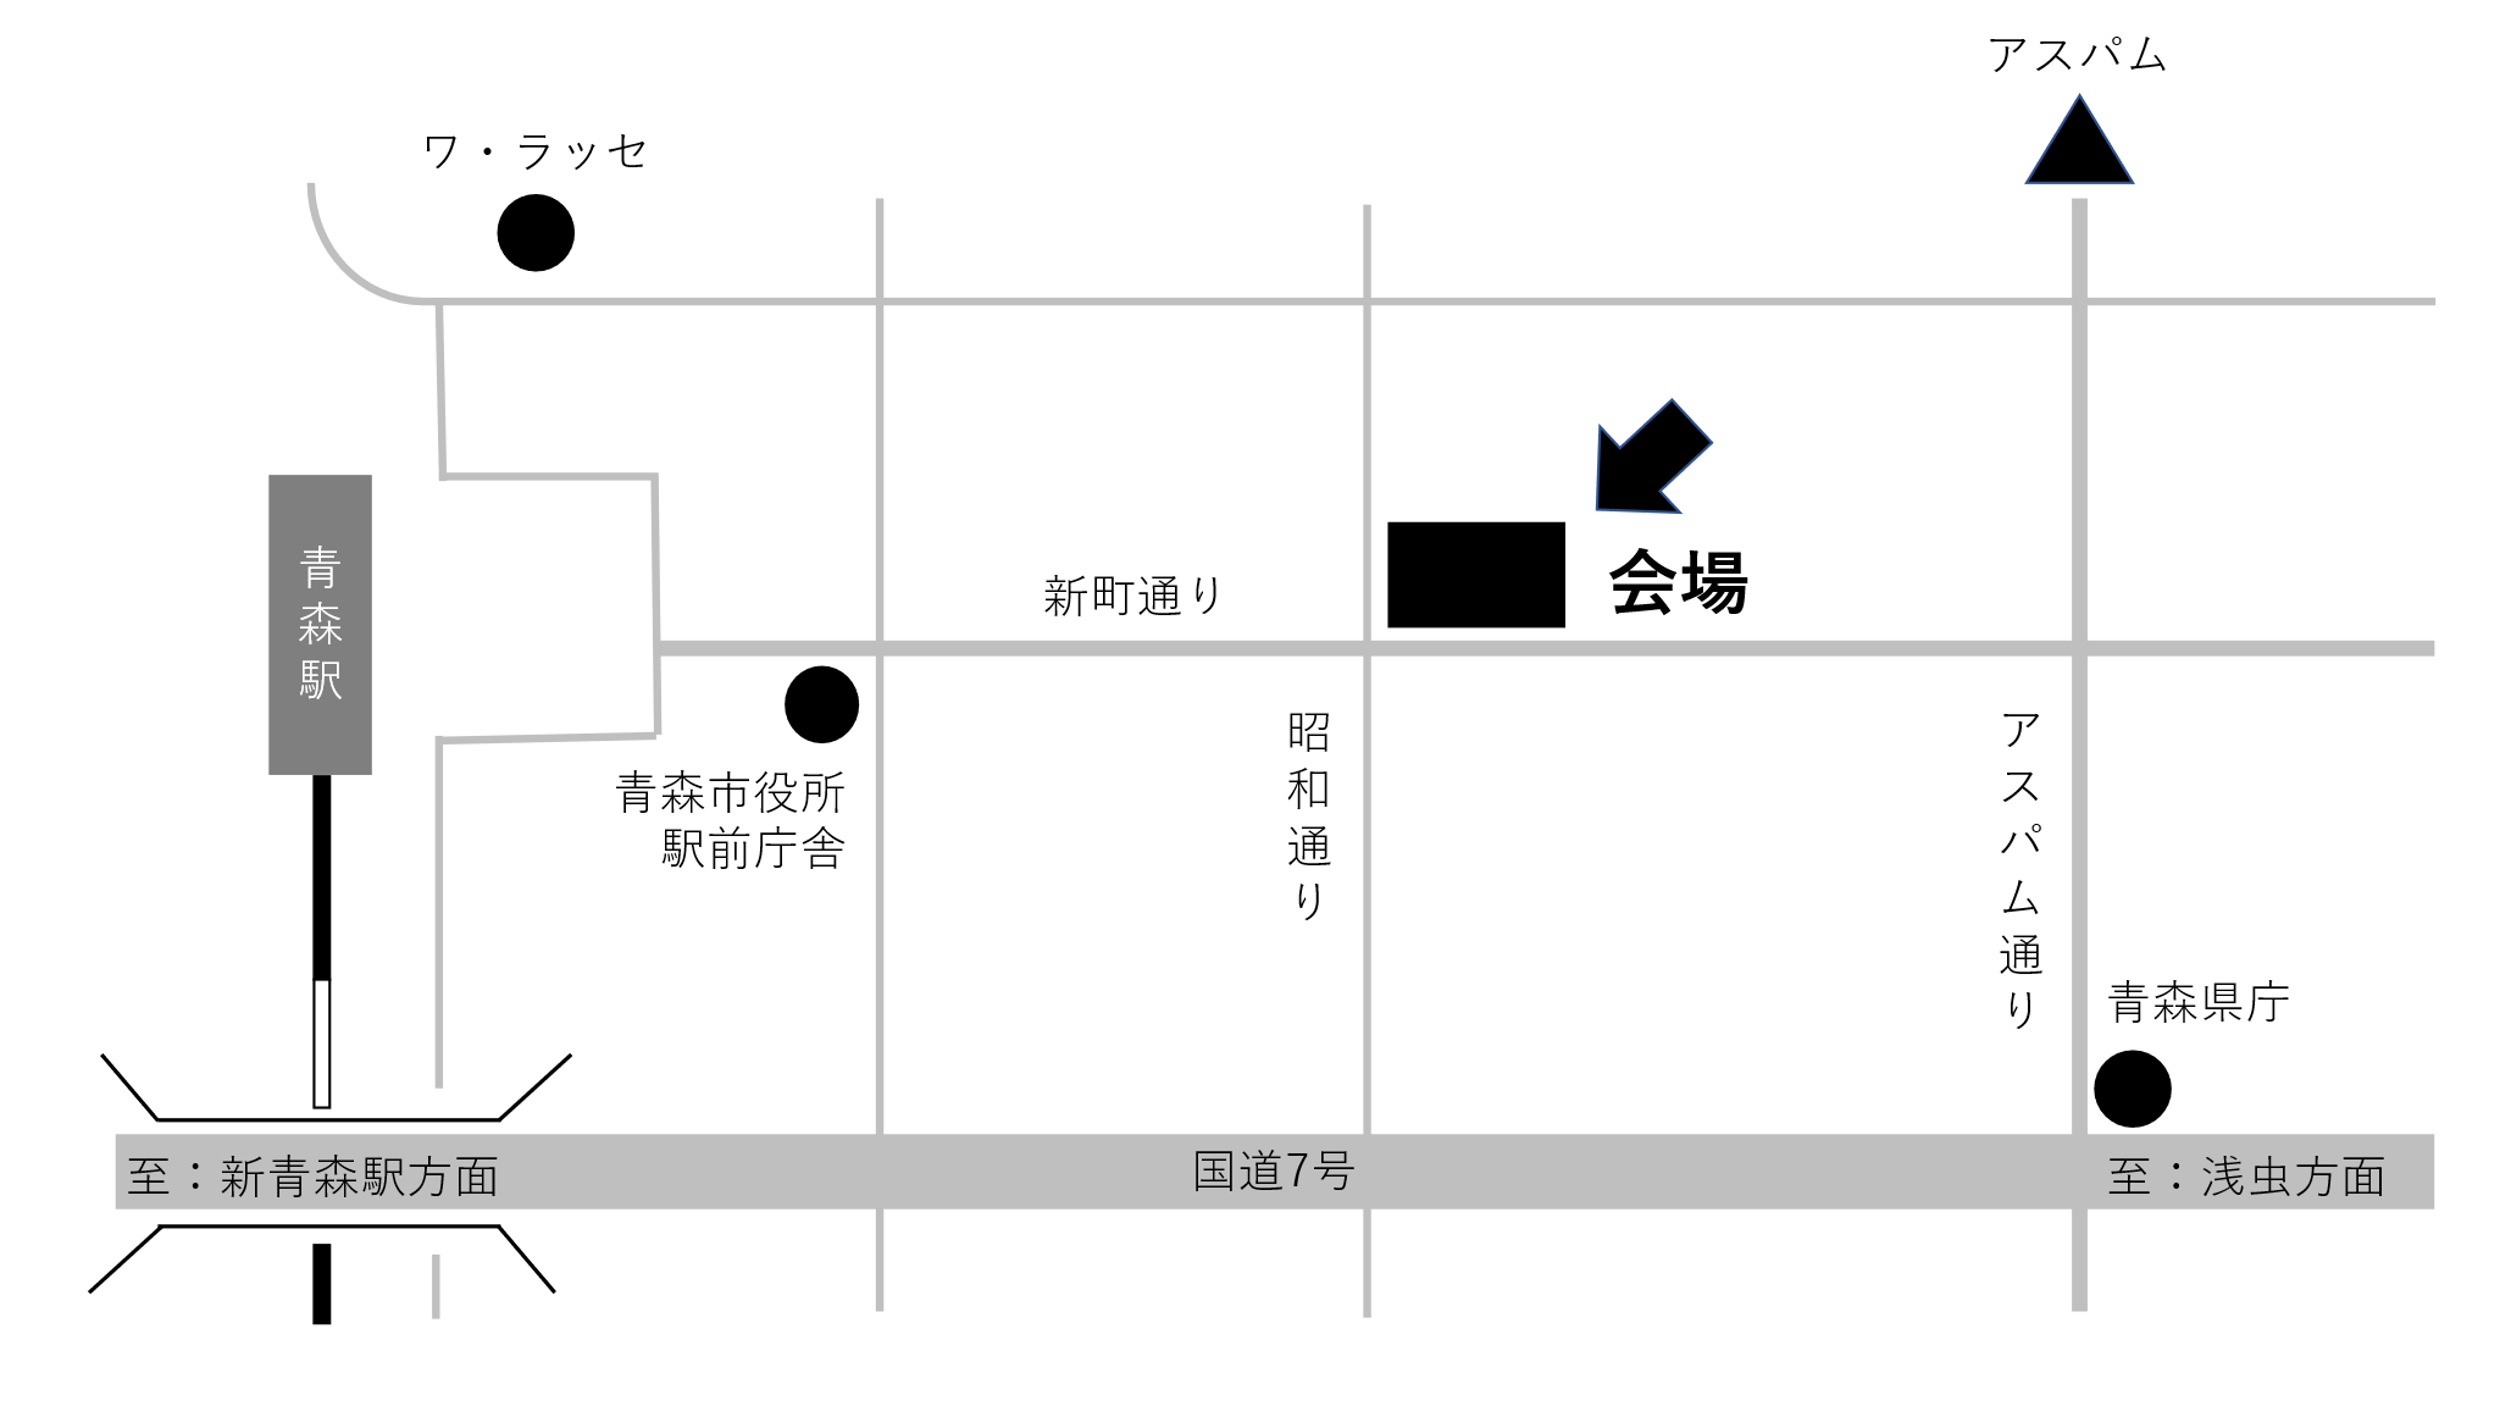 アスパム
ワ・ラッセ
青森駅
新町通り
会場
青森市役所
駅前庁舎
昭和通り
アスパム通り
青森県庁
至：新青森駅方面
国道7号
至：浅虫方面